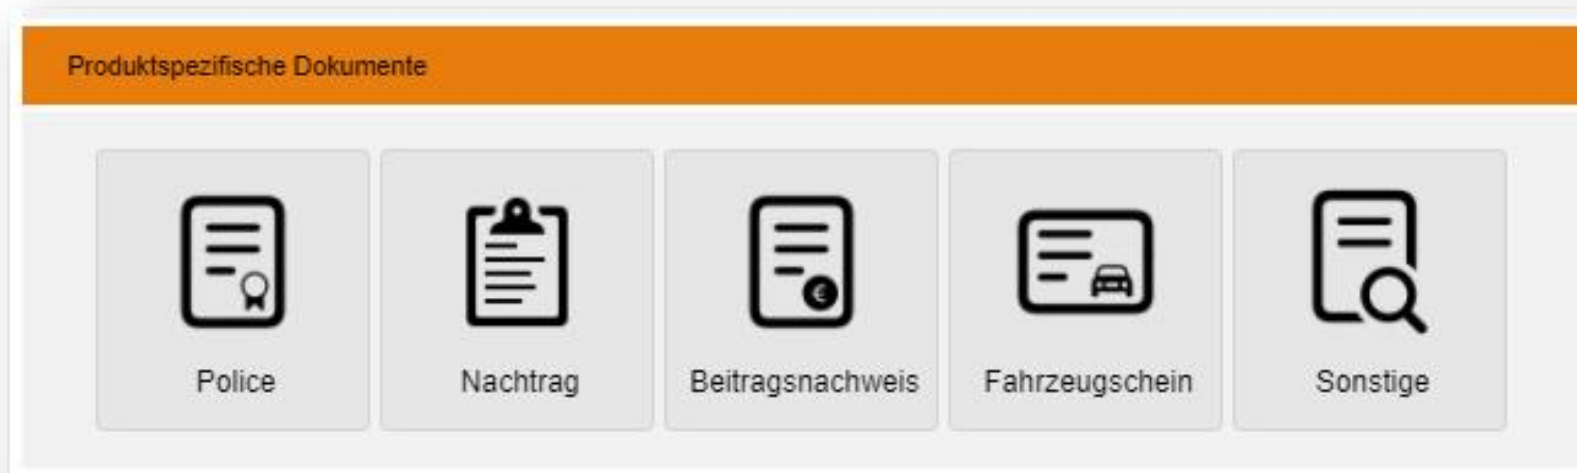 Produktspezifische Dokumente
Police
Nachtrag
Beitragsnachweis
Fahrzeugschein
Sonstige